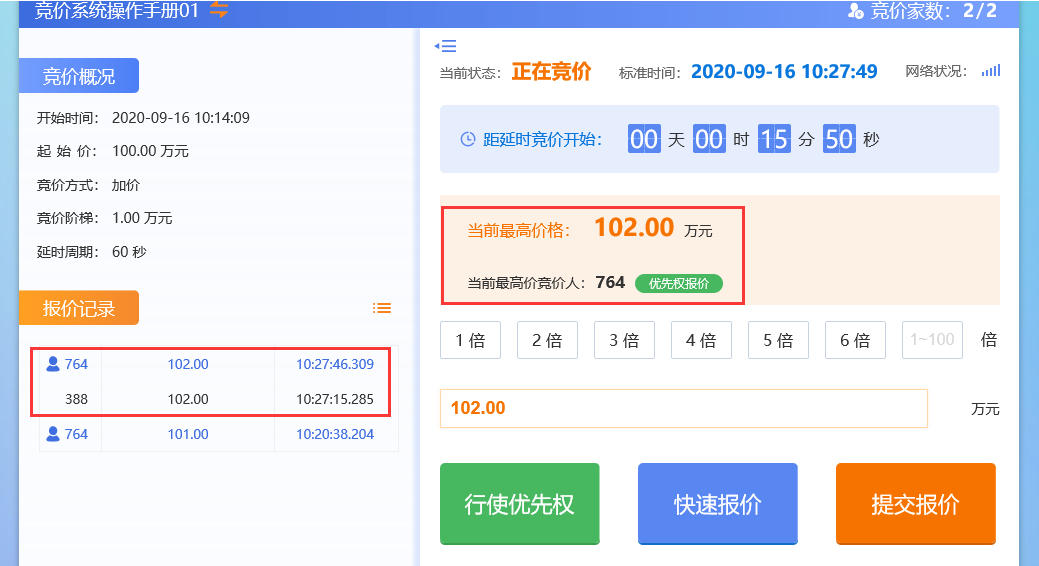 竞价系统操作手册01
竞价家数：2/2
竞价概况
开始时间： 2020-09-16 10:14:09
起 始 价： 100.00 万元
竞价方式： 加价
竞价阶梯： 1.00 万元
延时周期： 60 秒
报价记录
764 102.00 10:27:46.309
388 102.00 10:27:15.285
764 101.00 10:20:38.204
当前状态： 正在竞价 标准时间： 2020-09-16 10:27:49 网络状况：
距延时竞价开始： 00 天 00 时 15 分 50 秒
当前最高价格： 102.00 万元
当前最高价竞价人： 764 优先权报价
1 倍 2 倍 3 倍 4 倍 5 倍 6 倍 1~100 倍
102.00 万元
行使优先权 快速报价 提交报价